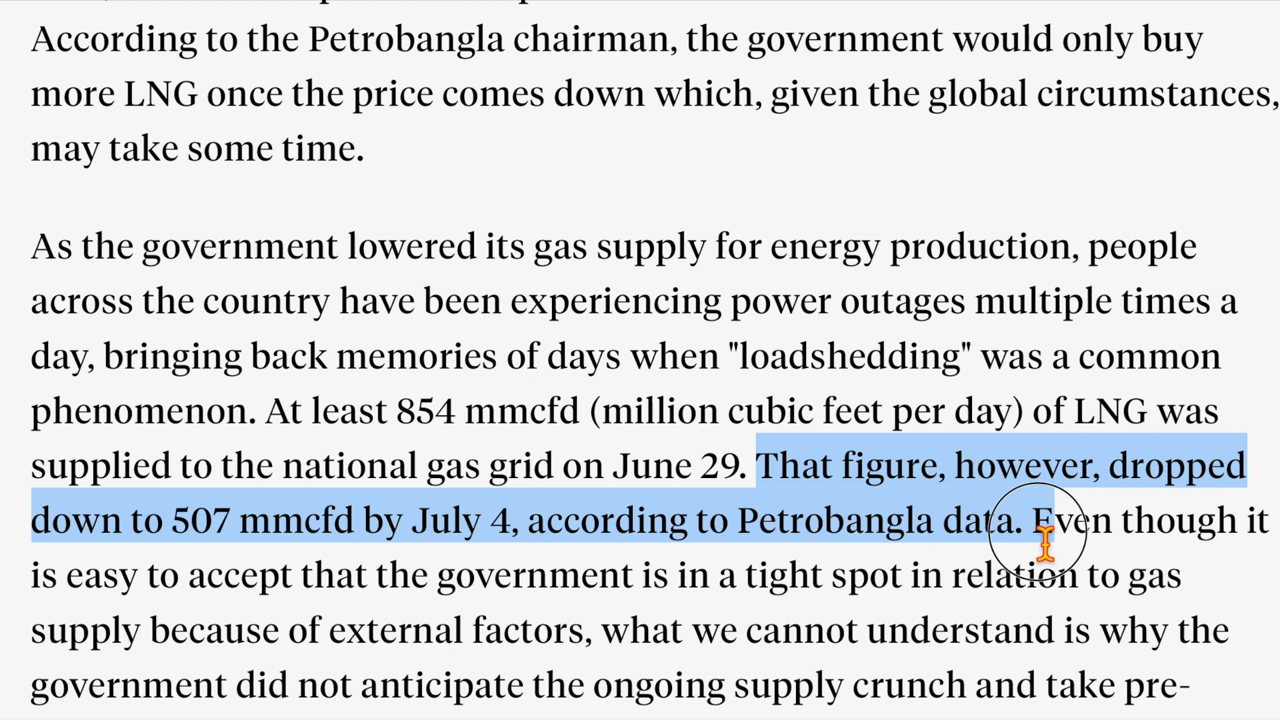 According to the Petrobangla chairman, the government would only buy
more LNG once the price comes down which, given the global circumstances,
may take some time.
As the government lowered its gas supply for energy production, people
across the country have been experiencing power outages multiple times a
day, bringing back memories of days when "loadshedding" was a common
phenomenon. At least 854 mmcfd (million cubic feet per day) of LNG was
supplied to the national gas grid on June 29. That figure, however, dropped
down to 507 mmcfd by July 4, according to Petrobangla data. Even though it
is easy to accept that the government is in a tight spot in relation to gas
supply because of external factors, what we cannot understand is why the
government did not anticipate the ongoing supply crunch and take pre-